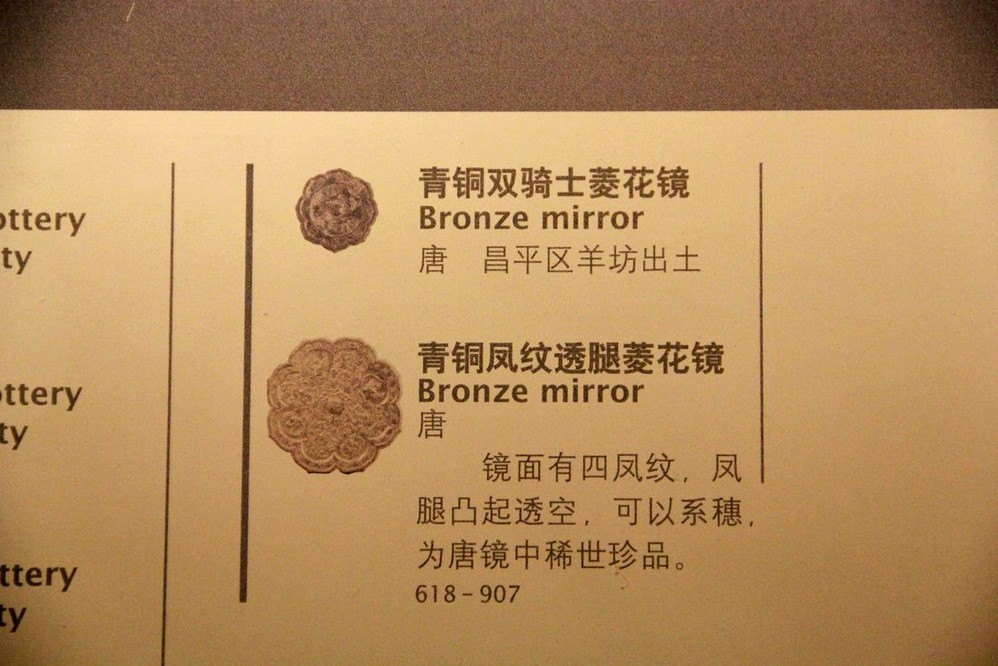 ottery
ty
ottery
ty
ttery
ty
青铜双骑士菱花镜
Bronze mirror
唐 昌平区羊坊出土
青铜凤纹透腿菱花镜
Bronze mirror
唐
镜面有四凤纹，凤
腿凸起透空，可以系穗，
为唐镜中稀世珍品。
618－907